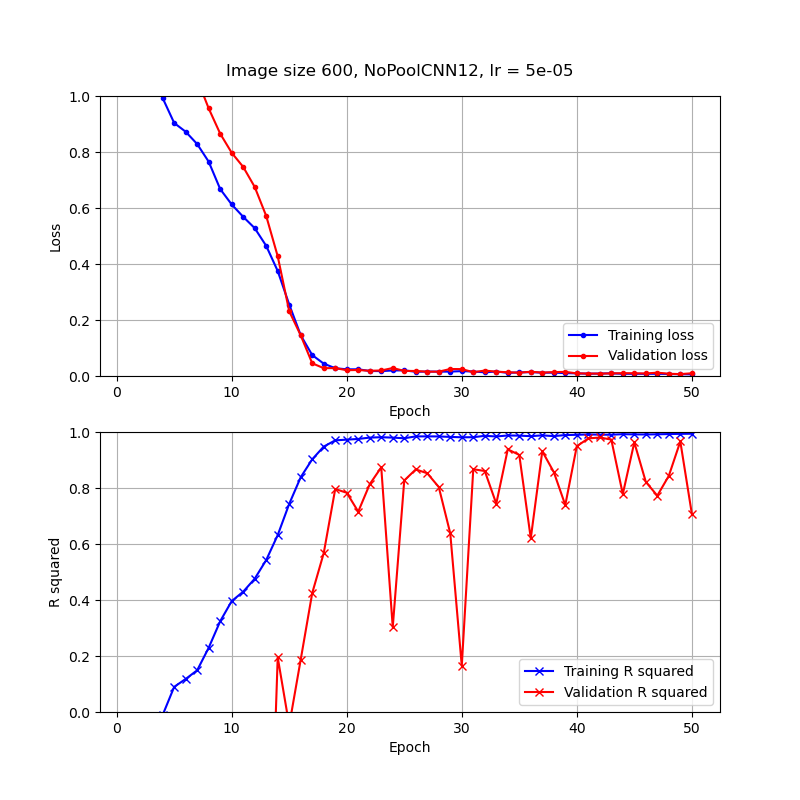 Image size 600, NoPoolCNN12, lr = 5e-05
1.0
0.8
0.6
0.4
0.2
0.0
Loss
Training loss
Validation loss
0 10 20 30 40 50
Epoch
1.0
0.8
0.6
0.4
0.2
0.0
R squared
Training R squared
Validation R squared
0 10 20 30 40 50
Epoch